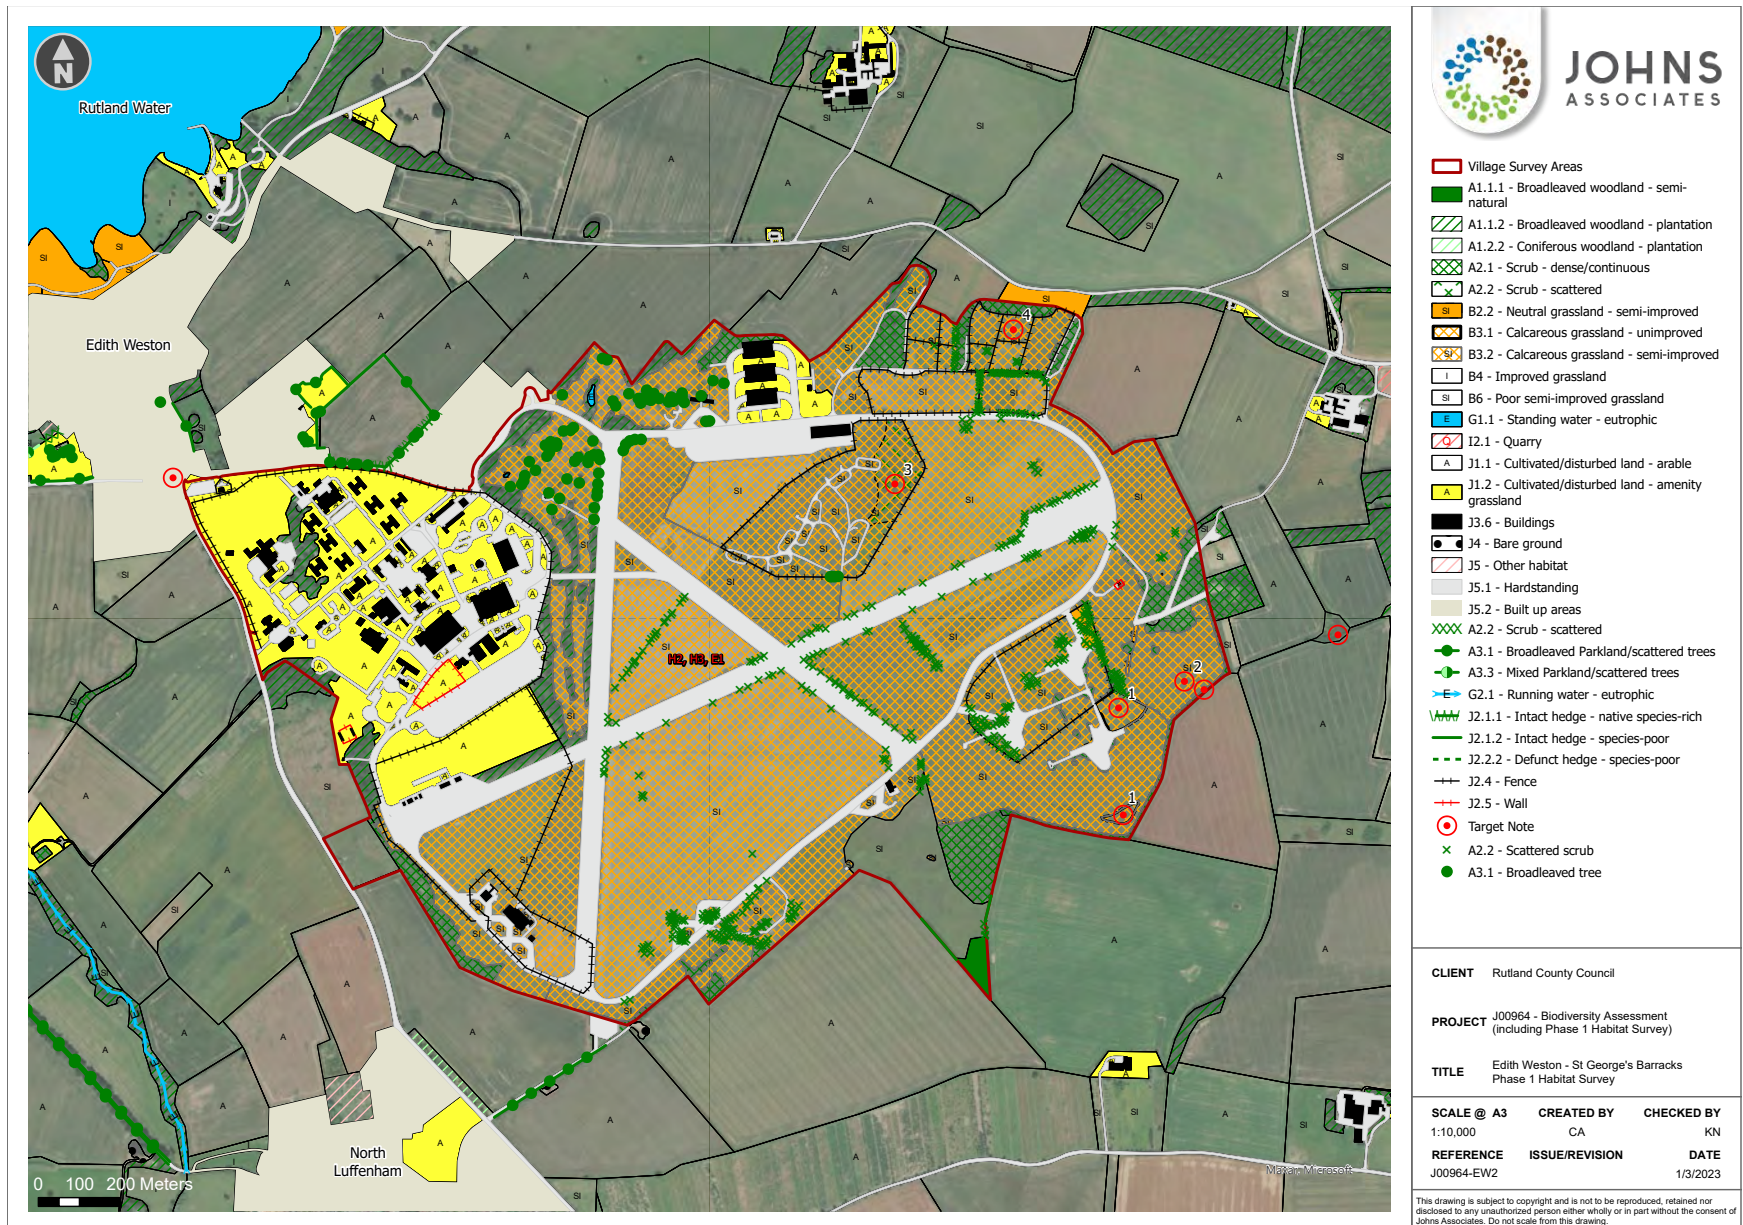 N
Rutland Water
Edith Weston
4
3
H2, H3, E1
2
1
1
North
Luffenham
0 100 200 Meters
Maxar, Microsoft
JOHNS
ASSOCIATES
Village Survey Areas
A1.1.1 - Broadleaved woodland - semi-
natural
A1.1.2 - Broadleaved woodland - plantation
A1.2.2 - Coniferous woodland - plantation
A2.1 - Scrub - dense/continuous
A2.2 - Scrub - scattered
SI B2.2 - Neutral grassland - semi-improved
B3.1 - Calcareous grassland - unimproved
SI B3.2 - Calcareous grassland - semi-improved
I B4 - Improved grassland
SI B6 - Poor semi-improved grassland
E G1.1 - Standing water - eutrophic
Q I2.1 - Quarry
A J1.1 - Cultivated/disturbed land - arable
A J1.2 - Cultivated/disturbed land - amenity
grassland
J3.6 - Buildings
J4 - Bare ground
J5 - Other habitat
J5.1 - Hardstanding
J5.2 - Built up areas
A2.2 - Scrub - scattered
A3.1 - Broadleaved Parkland/scattered trees
A3.3 - Mixed Parkland/scattered trees
E G2.1 - Running water - eutrophic
J2.1.1 - Intact hedge - native species-rich
J2.1.2 - Intact hedge - species-poor
J2.2.2 - Defunct hedge - species-poor
J2.4 - Fence
J2.5 - Wall
Target Note
A2.2 - Scattered scrub
A3.1 - Broadleaved tree
CLIENT Rutland County Council
PROJECT J00964 - Biodiversity Assessment
(including Phase 1 Habitat Survey)
TITLE Edith Weston - St George's Barracks
Phase 1 Habitat Survey
SCALE @ A3 CREATED BY CHECKED BY
1:10,000 CA KN
REFERENCE ISSUE/REVISION DATE
J00964-EW2 1/3/2023
This drawing is subject to copyright and is not to be reproduced, retained nor
disclosed to any unauthorized person either wholly or in part without the consent of
Johns Associates. Do not scale from this drawing.